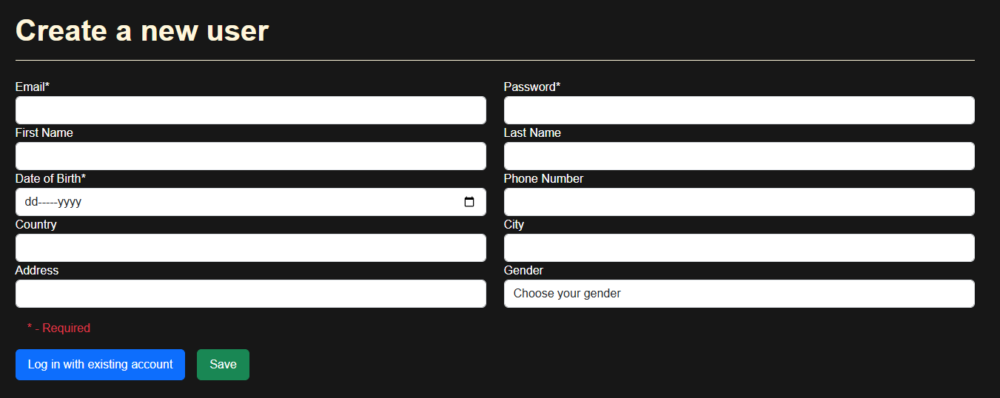 Create a new user
Email* Password*
First Name Last Name
Date of Birth* Phone Number
dd-----yyyy
Country City
Address Gender
Choose your gender
* - Required
Log in with existing account Save